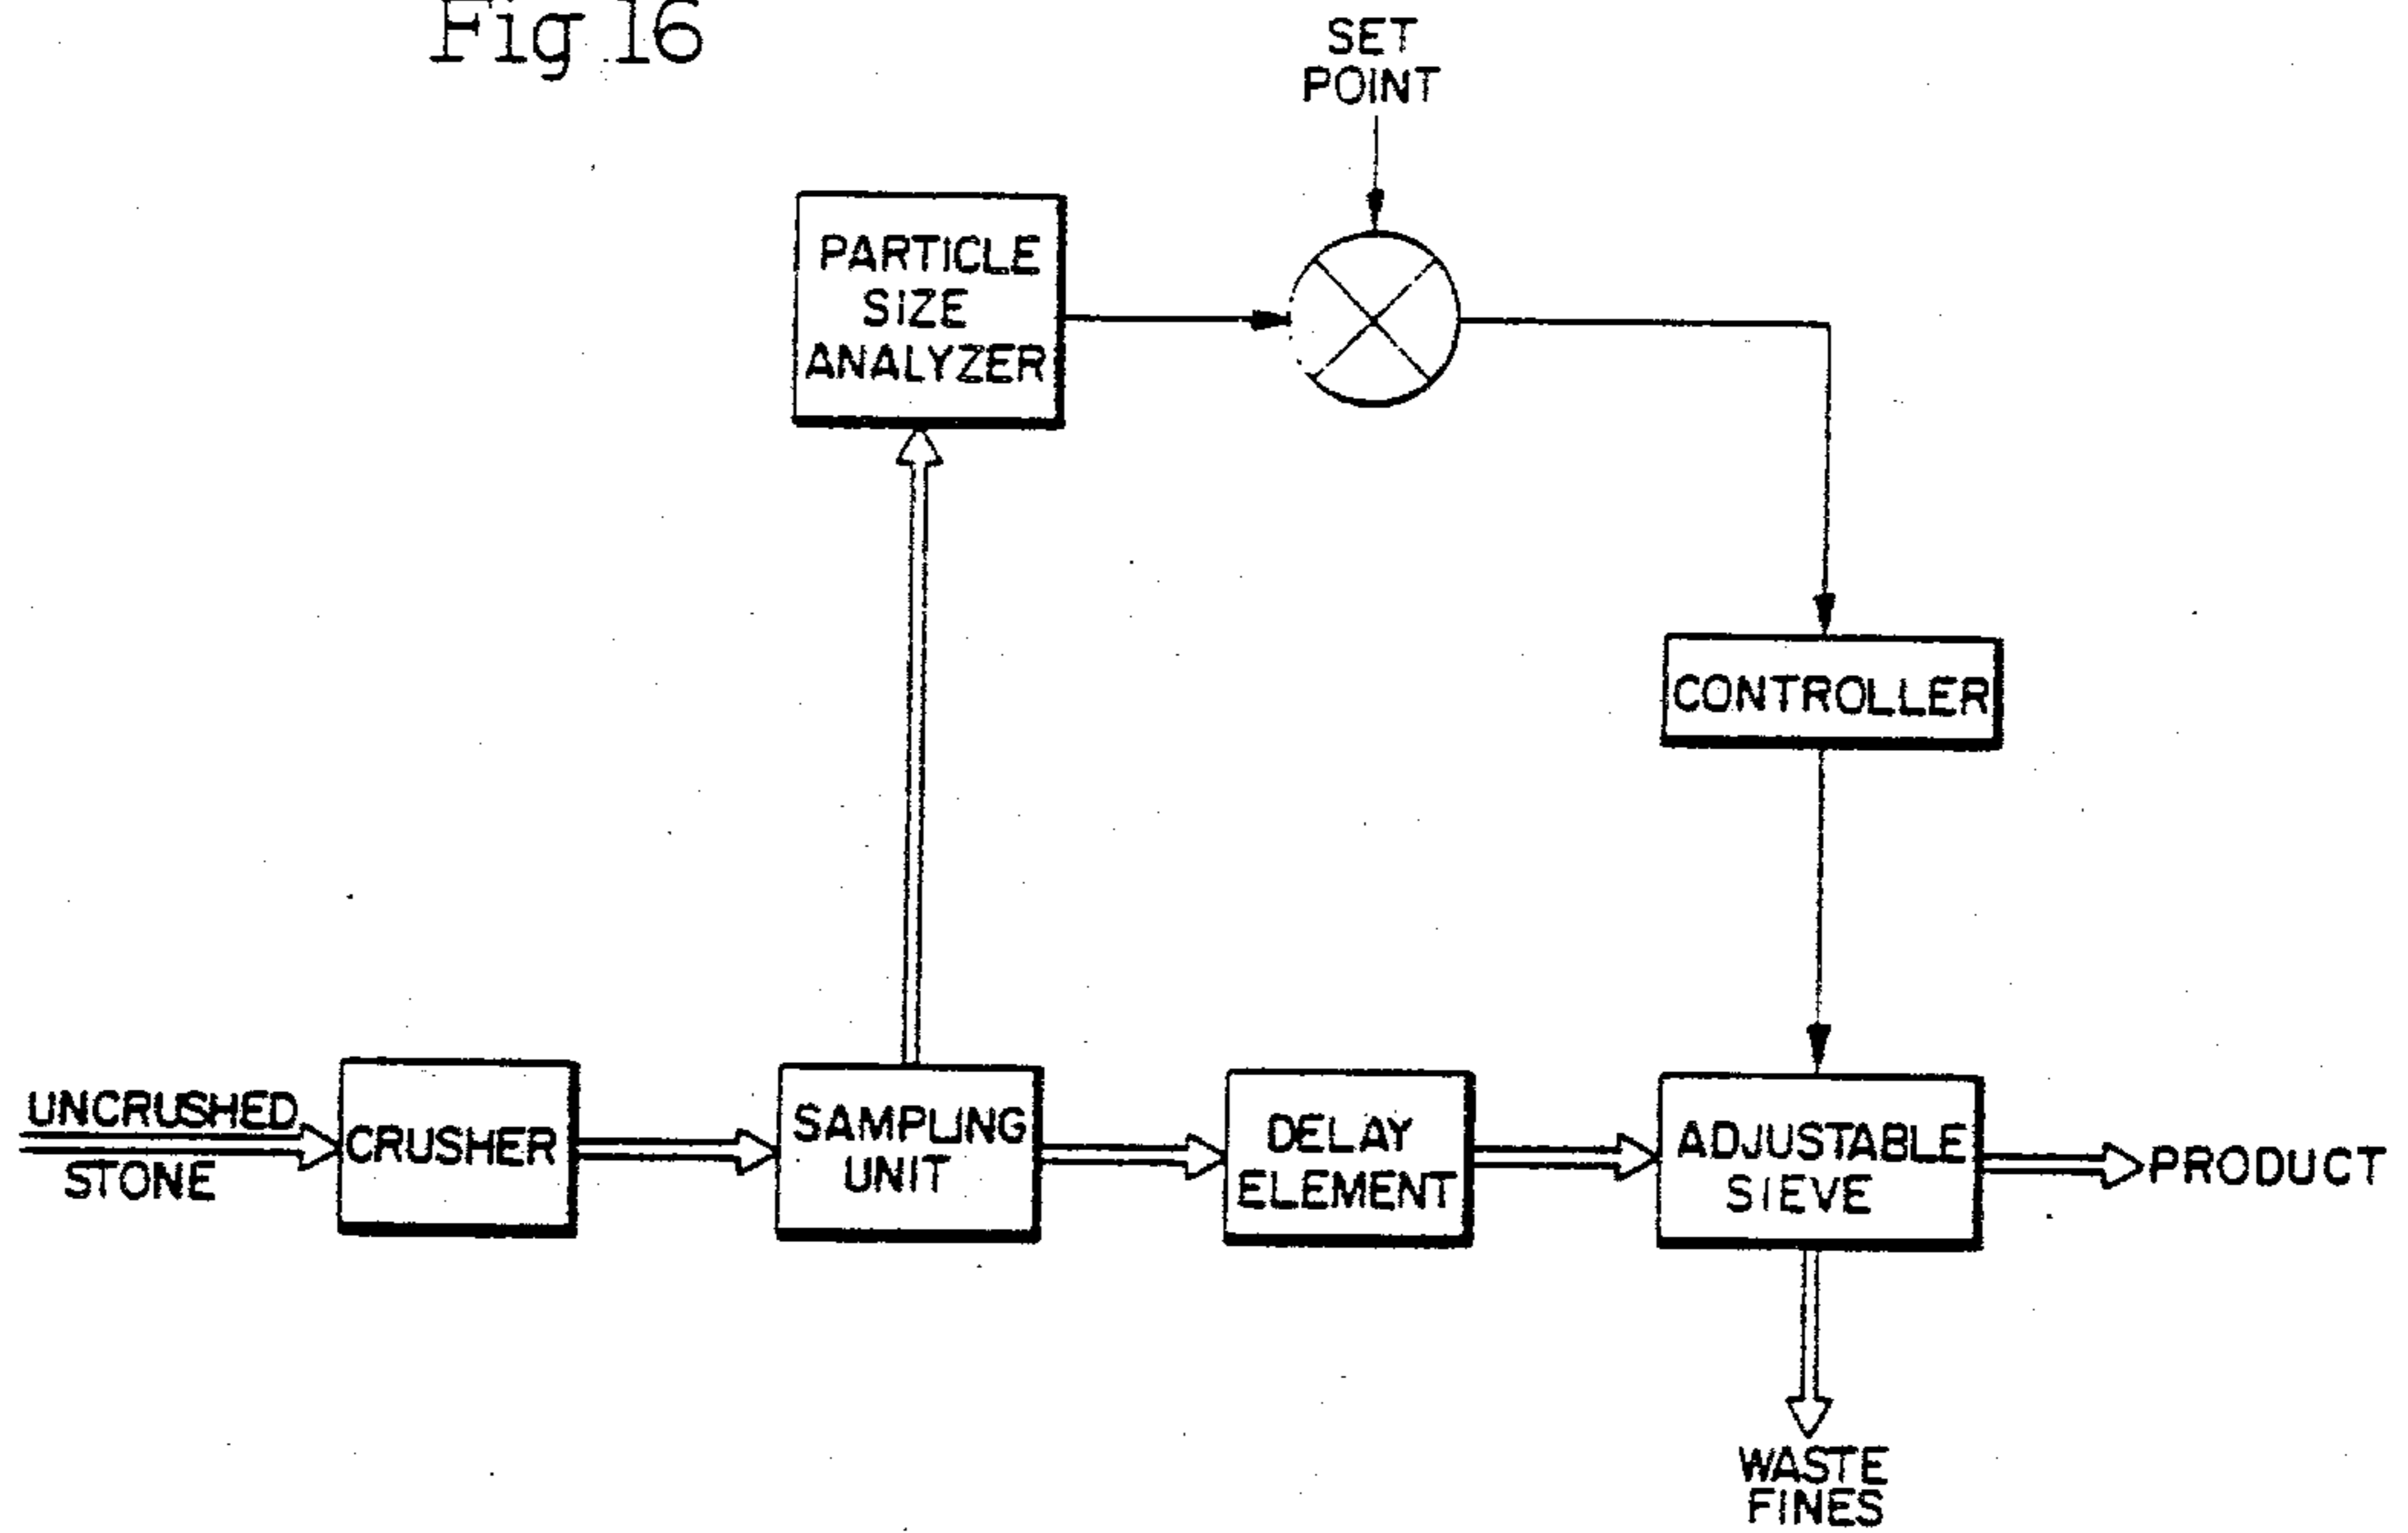 Fig 16
SET
POINT
PARTICLE
SIZE
ANALYZER
CONTROLLER
UNCRUSHED
STONE
CRUSHER
SAMPLING
UNIT
DELAY
ELEMENT
ADJUSTABLE
SIEVE
PRODUCT
WASTE
FINES